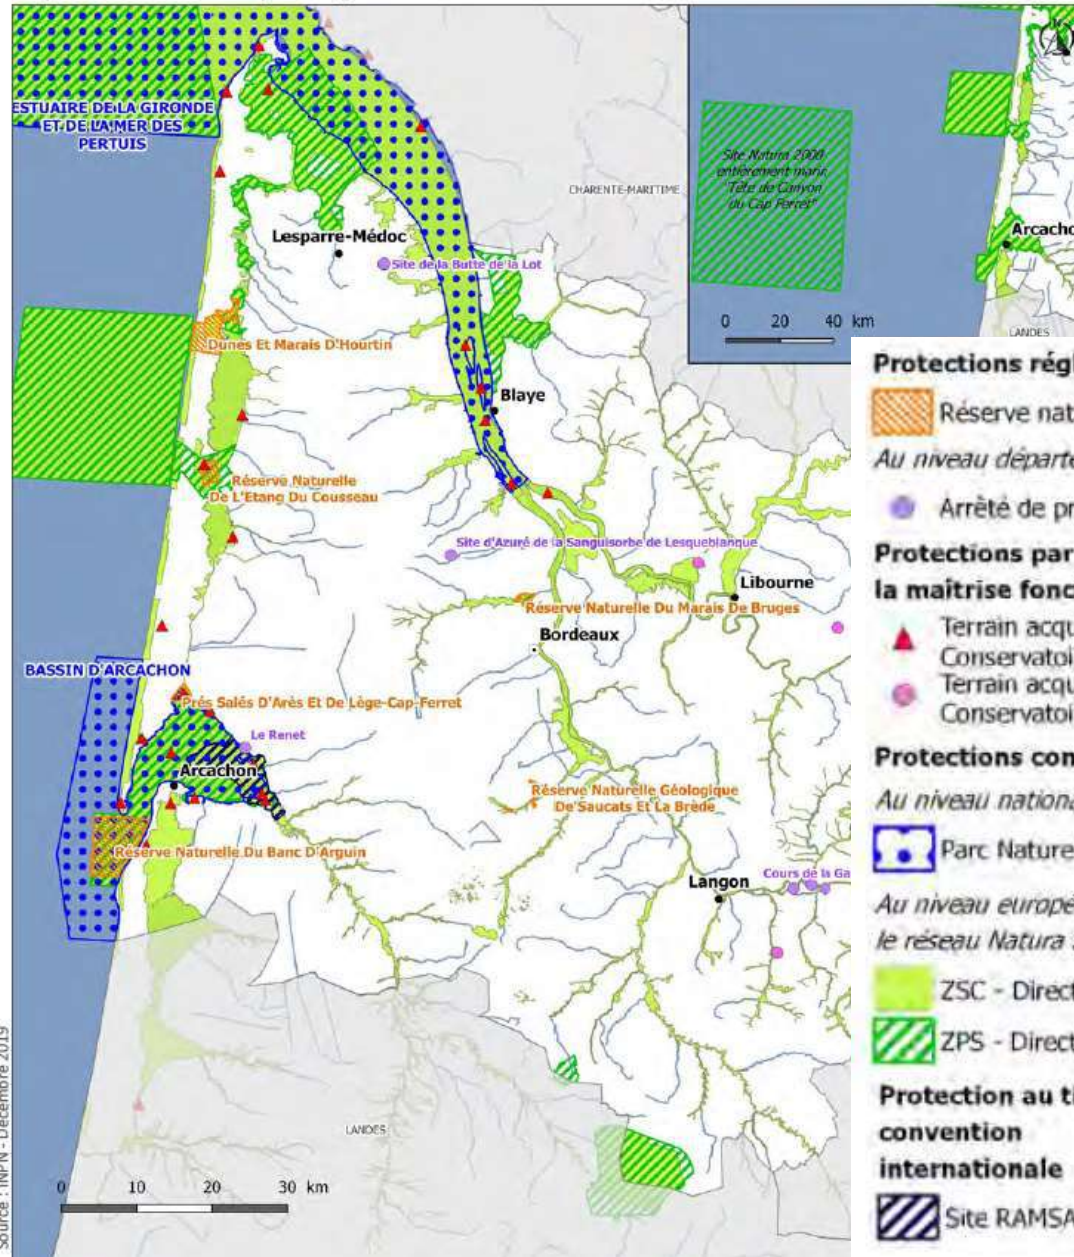 ESTUAIRE DE LA GIRONDE
ET DE LA MER DES
PERTUIS
CHARENTE-MARITIME
Lesparre-Médoc
Site de la Butte de la Lot
Dunes Et Marais D'Hourtin
Blaye
Réserve Naturelle
De L'Etang Du Cousseau
Site d'Azuré de la Sanguisorbe de Lesqueblanque
Libourne
Réserve Naturelle Du Marais De Bruges
Bordeaux
BASSIN D'ARCACHON
Prés Salés D'Arès Et De Lège-Cap-Ferret
Le Renet
Arcachon
Réserve Naturelle Géologique
De Saucats Et La Brède
Réserve Naturelle Du Banc D'Arguin
Langon
Cours de la Ga
LANDES
0 10 20 30 km
Source : INPN - Décembre 2019
Site Natura 2000
entièrement marin
"Tête de Canyon
du Cap Ferret"
Arcacho
0 20 40 km
LANDES
N
Protections régl
Réserve nat
Au niveau départe
Arrêté de pr
Protections par
la maîtrise fonc
Terrain acqu
Conservatoi
Terrain acqu
Conservatoi
Protections con
Au niveau nationa
Parc Nature
Au niveau europé
le réseau Natura
ZSC - Direct
ZPS - Direct
Protection au t
convention
internationale
Site RAMSA